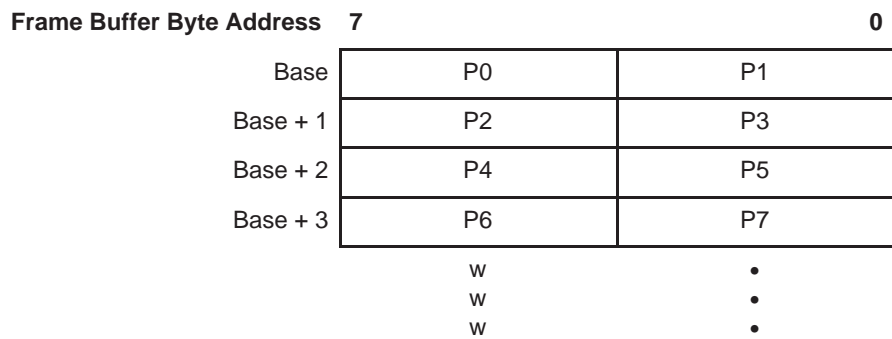 Frame Buffer Byte Address 7 0
Base P0 P1
Base + 1 P2 P3
Base + 2 P4 P5
Base + 3 P6 P7
w •
w •
w •